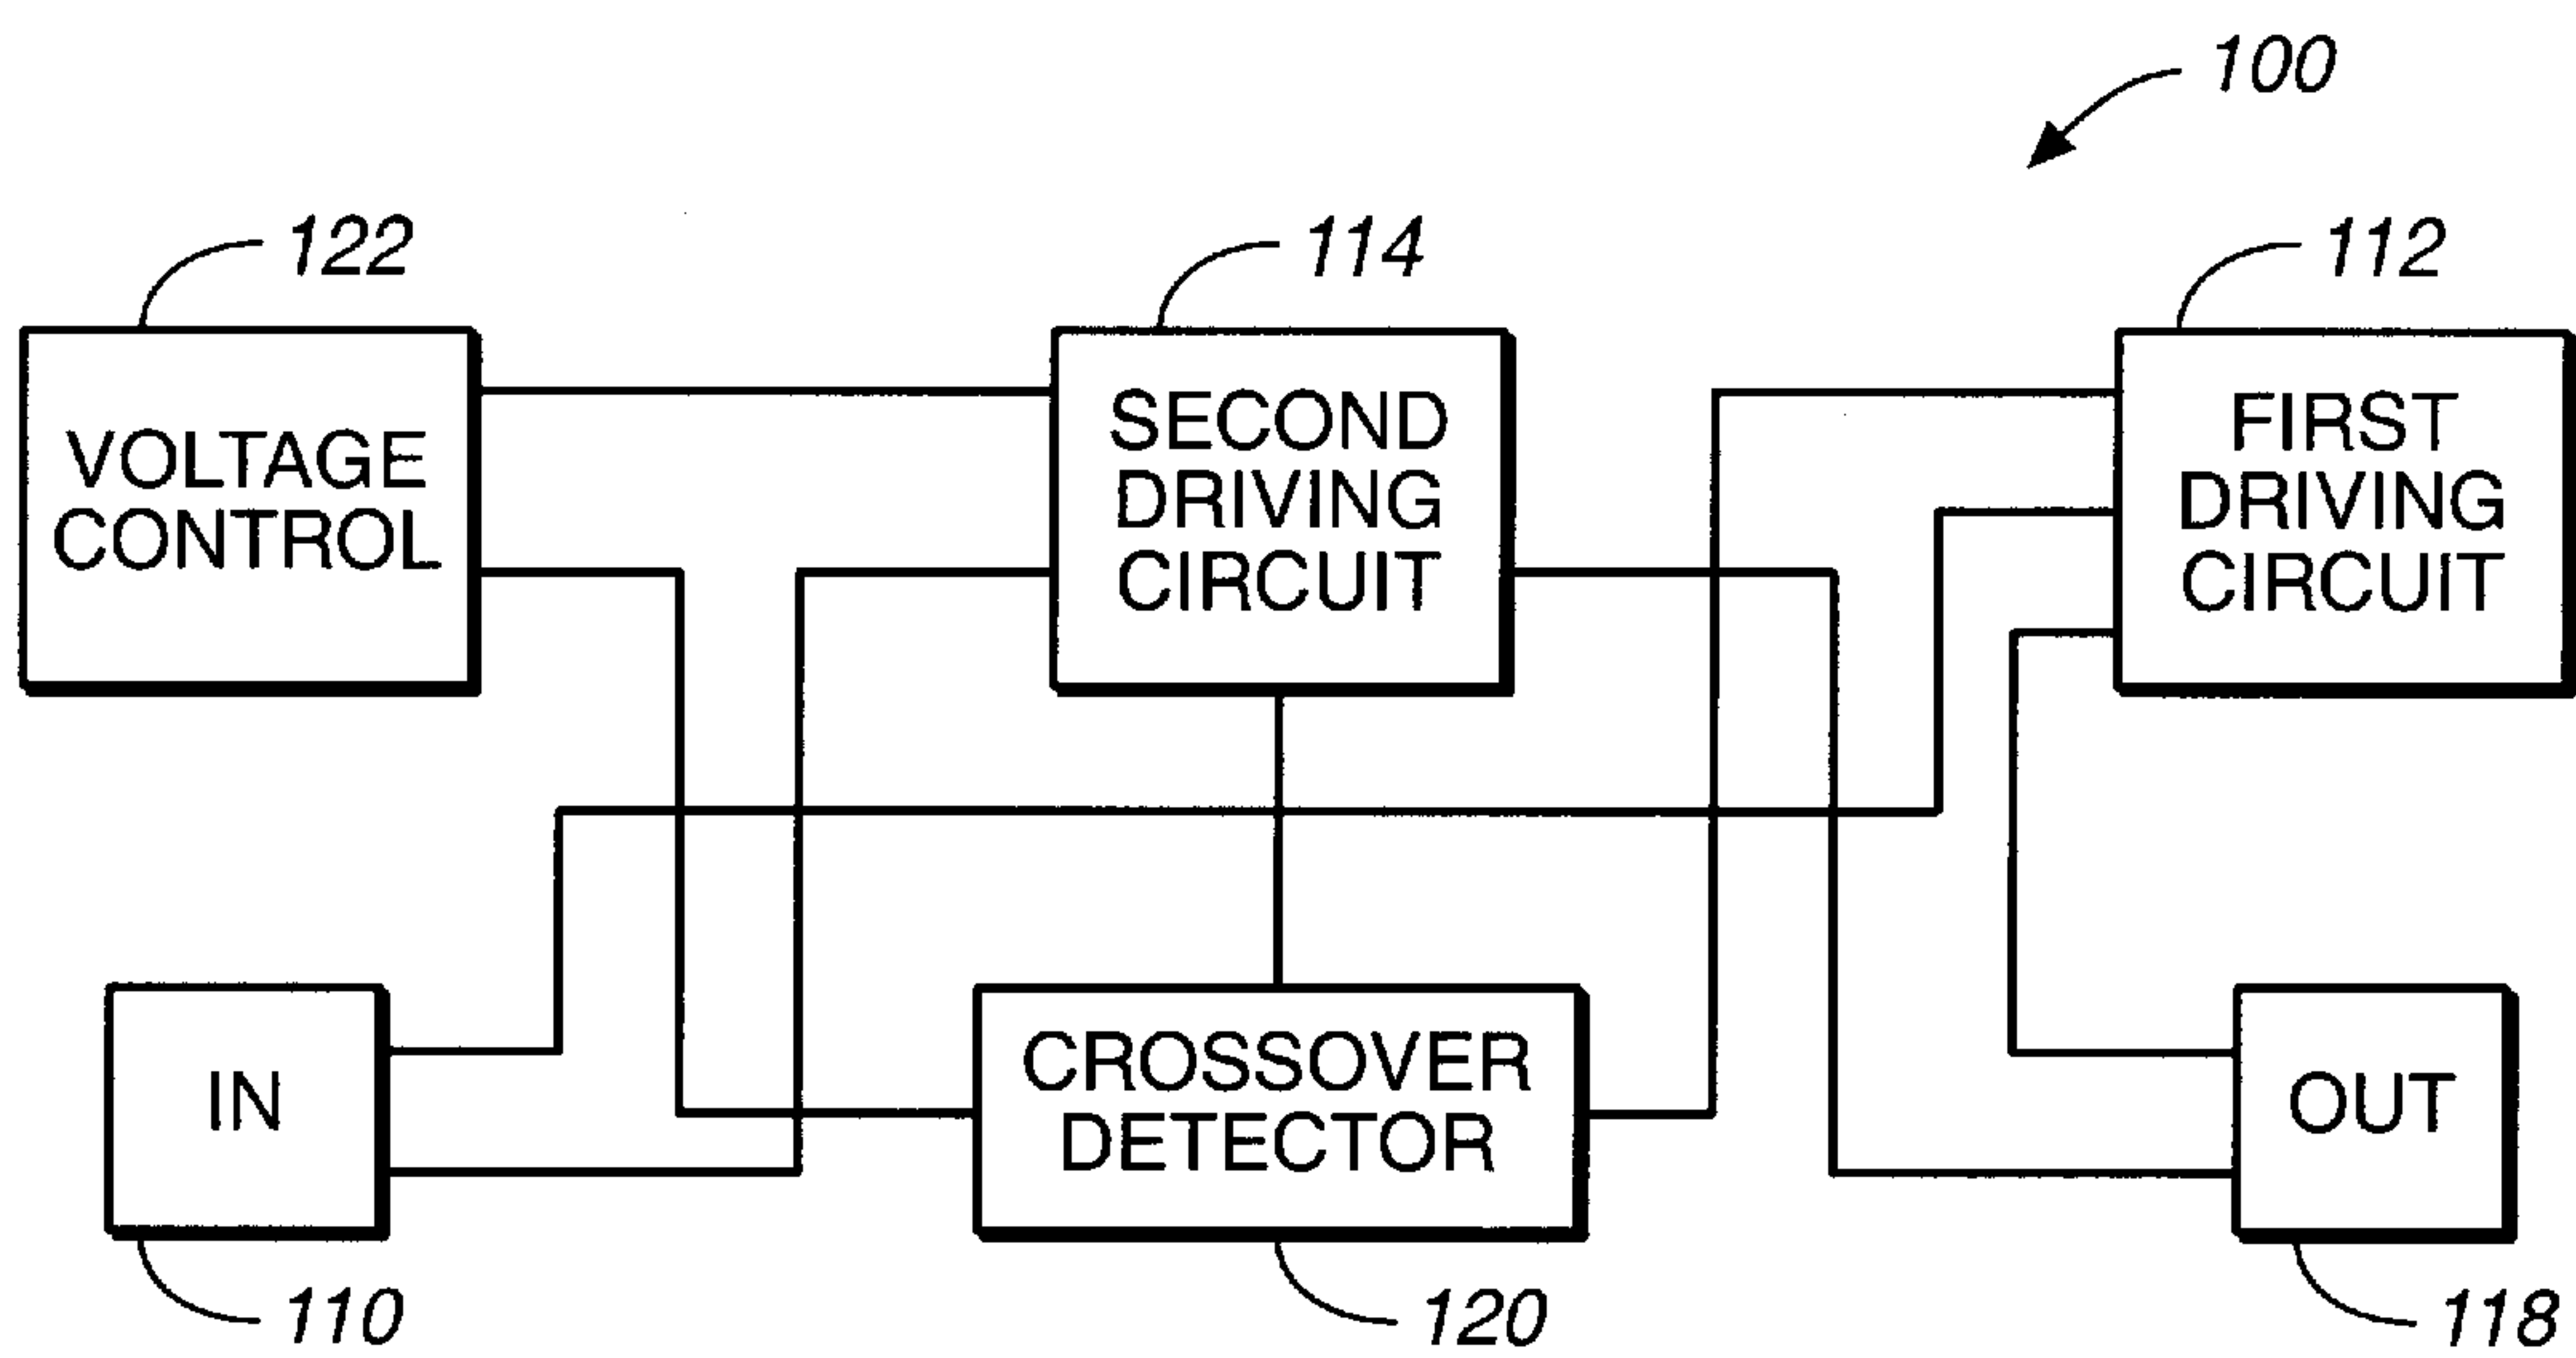 100
122
114
112
VOLTAGE
CONTROL
SECOND
DRIVING
CIRCUIT
FIRST
DRIVING
CIRCUIT
IN
CROSSOVER
DETECTOR
OUT
110
120
118